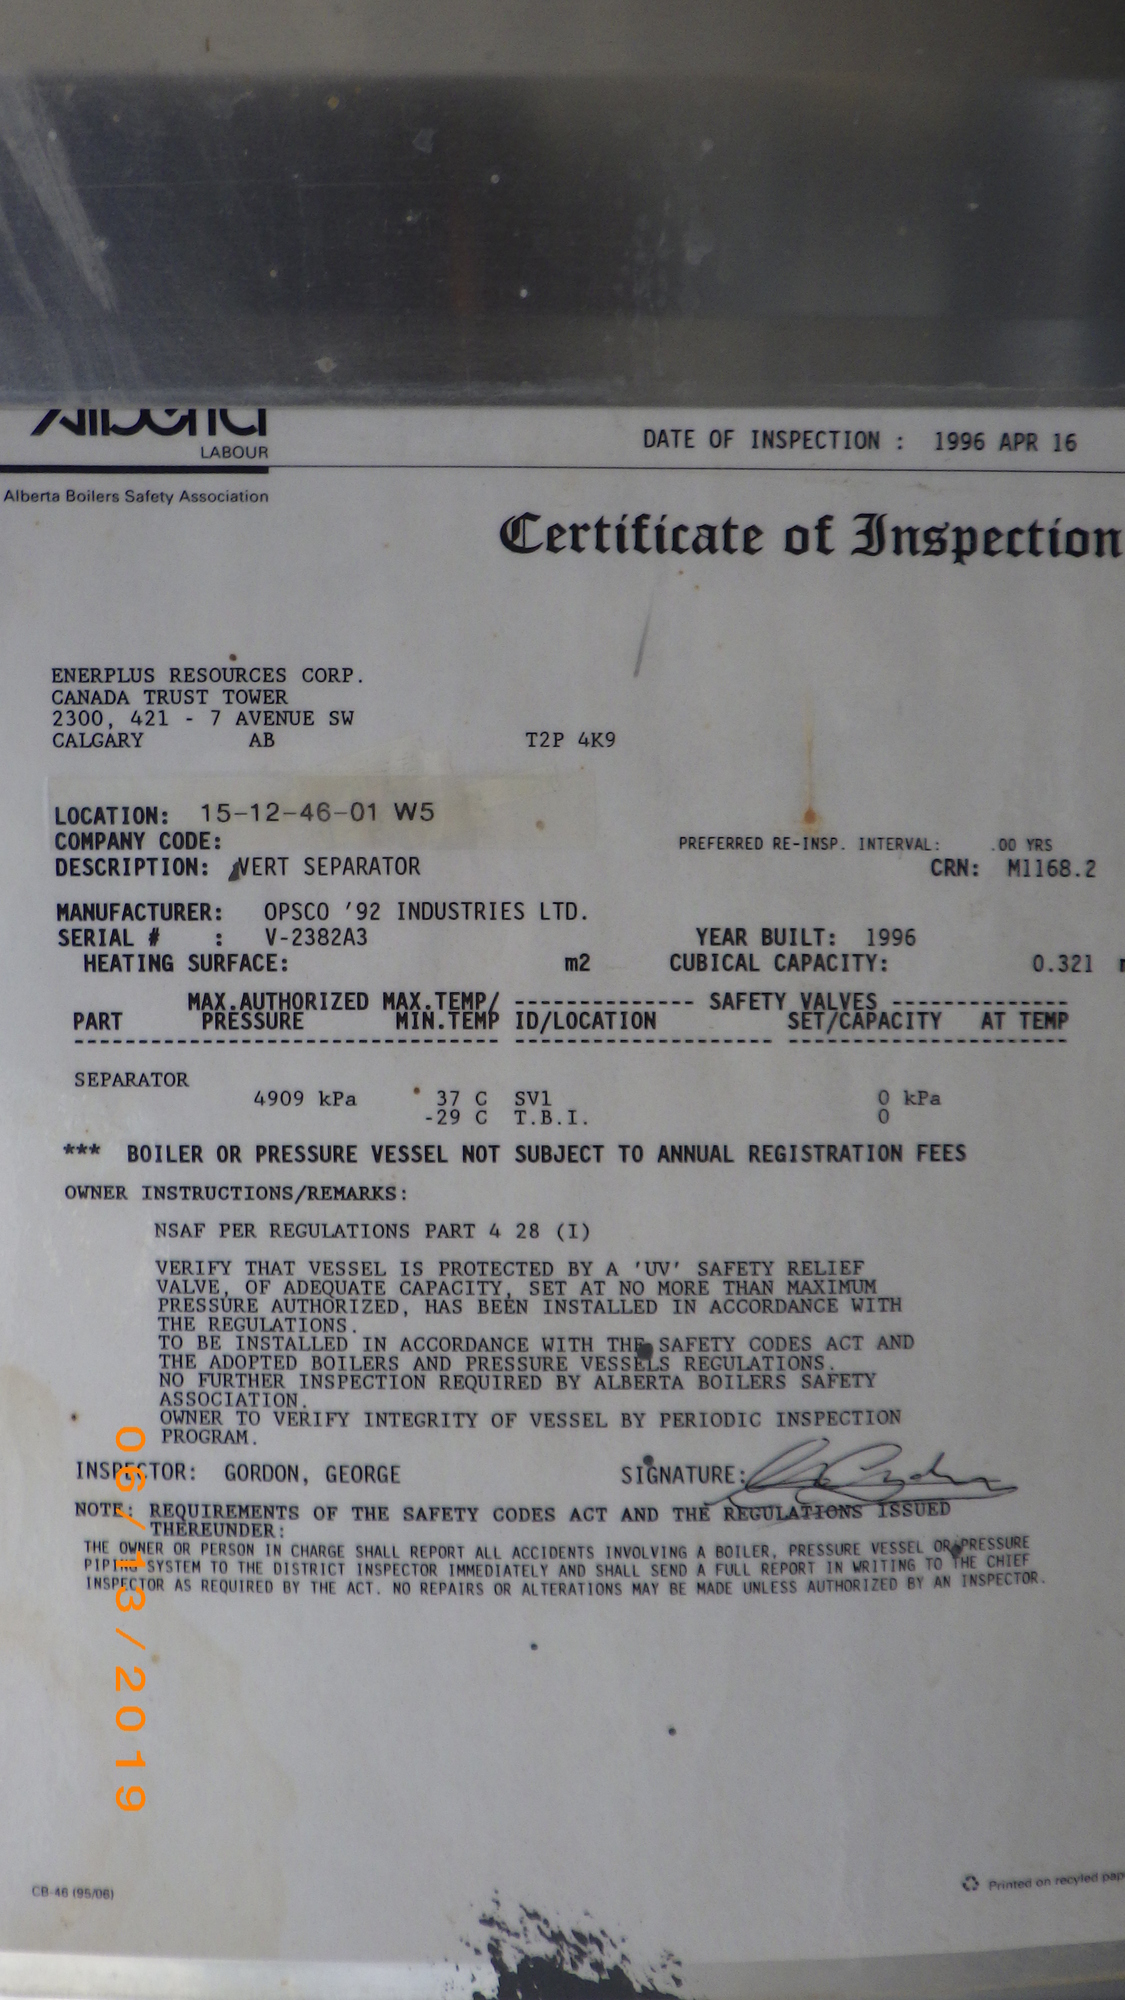 Alberta
LABOUR
DATE OF INSPECTION : 1996 APR 16
Alberta Boilers Safety Association
Certificate of Inspection
ENERPLUS RESOURCES CORP.
CANADA TRUST TOWER
2300, 421 - 7 AVENUE SW
CALGARY AB T2P 4K9
LOCATION: 15-12-46-01 W5
COMPANY CODE:
PREFERRED RE-INSP. INTERVAL: .00 YRS
DESCRIPTION: VERT SEPARATOR CRN: M1168.2
MANUFACTURER: OPSCO '92 INDUSTRIES LTD.
SERIAL # : V-2382A3 YEAR BUILT: 1996
HEATING SURFACE: m2 CUBICAL CAPACITY: 0.321
MAX.AUTHORIZED MAX.TEMP/ -------------- SAFETY VALVES --------------
PART PRESSURE MIN.TEMP ID/LOCATION SET/CAPACITY AT TEMP
SEPARATOR
4909 kPa 37 C SV1 0 kPa
-29 C T.B.I. 0
*** BOILER OR PRESSURE VESSEL NOT SUBJECT TO ANNUAL REGISTRATION FEES
OWNER INSTRUCTIONS/REMARKS:
NSAF PER REGULATIONS PART 4 28 (I)
VERIFY THAT VESSEL IS PROTECTED BY A 'UV' SAFETY RELIEF
VALVE, OF ADEQUATE CAPACITY, SET AT NO MORE THAN MAXIMUM
PRESSURE AUTHORIZED, HAS BEEN INSTALLED IN ACCORDANCE WITH
THE REGULATIONS.
TO BE INSTALLED IN ACCORDANCE WITH THE SAFETY CODES ACT AND
THE ADOPTED BOILERS AND PRESSURE VESSELS REGULATIONS.
NO FURTHER INSPECTION REQUIRED BY ALBERTA BOILERS SAFETY
ASSOCIATION.
OWNER TO VERIFY INTEGRITY OF VESSEL BY PERIODIC INSPECTION
PROGRAM.
INSPECTOR: GORDON, GEORGE SIGNATURE:
NOTE: REQUIREMENTS OF THE SAFETY CODES ACT AND THE REGULATIONS ISSUED
THEREUNDER:
THE OWNER OR PERSON IN CHARGE SHALL REPORT ALL ACCIDENTS INVOLVING A BOILER, PRESSURE VESSEL OR PRESSURE
PIPING SYSTEM TO THE DISTRICT INSPECTOR IMMEDIATELY AND SHALL SEND A FULL REPORT IN WRITING TO THE CHIEF
INSPECTOR AS REQUIRED BY THE ACT. NO REPAIRS OR ALTERATIONS MAY BE MADE UNLESS AUTHORIZED BY AN INSPECTOR.
06/13/2019
CB-46 (95/06)
Printed on recyled pap